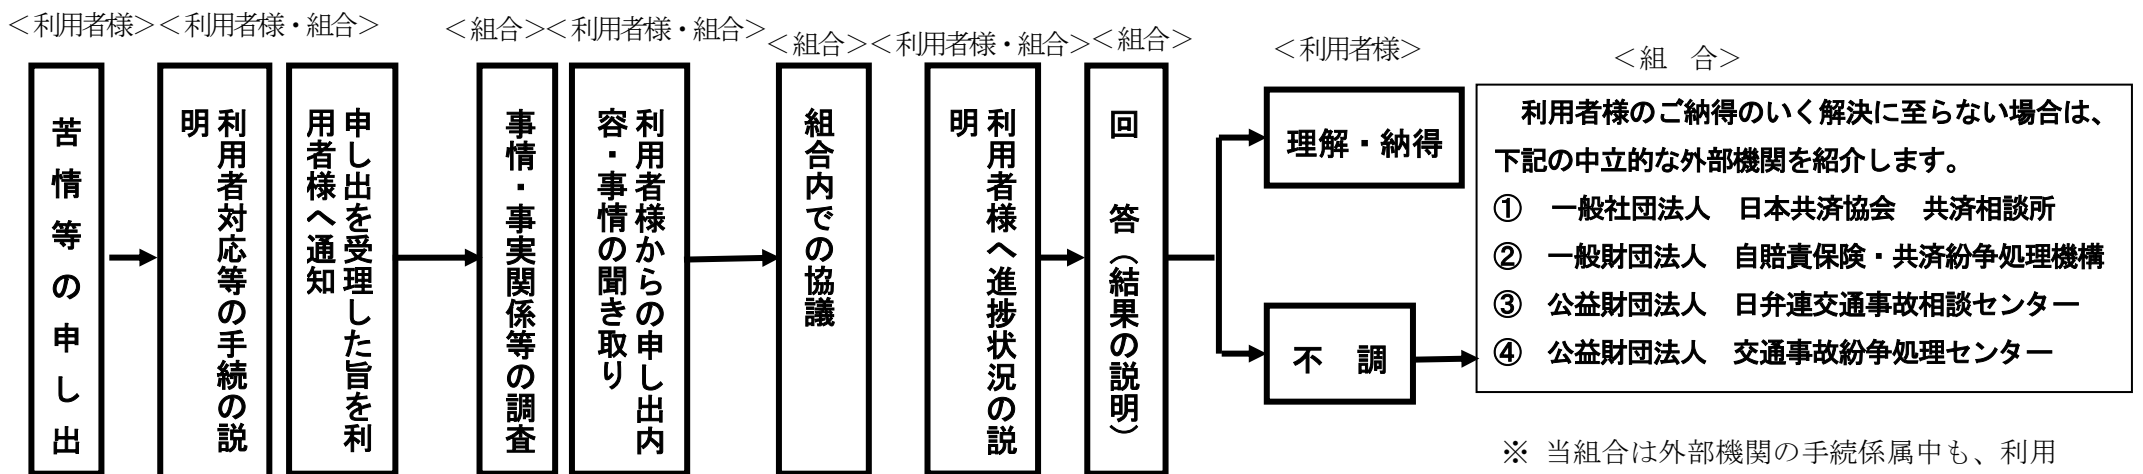 ＜利用者様＞
＜利用者様・組合＞
＜組合＞
＜利用者様・組合＞
＜組合＞
＜利用者様・組合＞
＜組合＞
＜利用者様＞
＜組　合＞
苦情等の申し出
利用者対応等の手続の説
明
申し出を受理した旨を利
用者様へ通知
事情・事実関係等の調査
利用者様からの申し出内
容・事情の聞き取り
組合内での協議
利用者様へ進捗状況の説
明
回　答（結果の説明）
理解・納得
不　調
利用者様のご納得のいく解決に至らない場合は、
下記の中立的な外部機関を紹介します。
①　一般社団法人　日本共済協会　共済相談所
②　一般財団法人　自賠責保険・共済紛争処理機構
③　公益財団法人　日弁連交通事故相談センター
④　公益財団法人　交通事故紛争処理センター
※ 当組合は外部機関の手続係属中も、利用